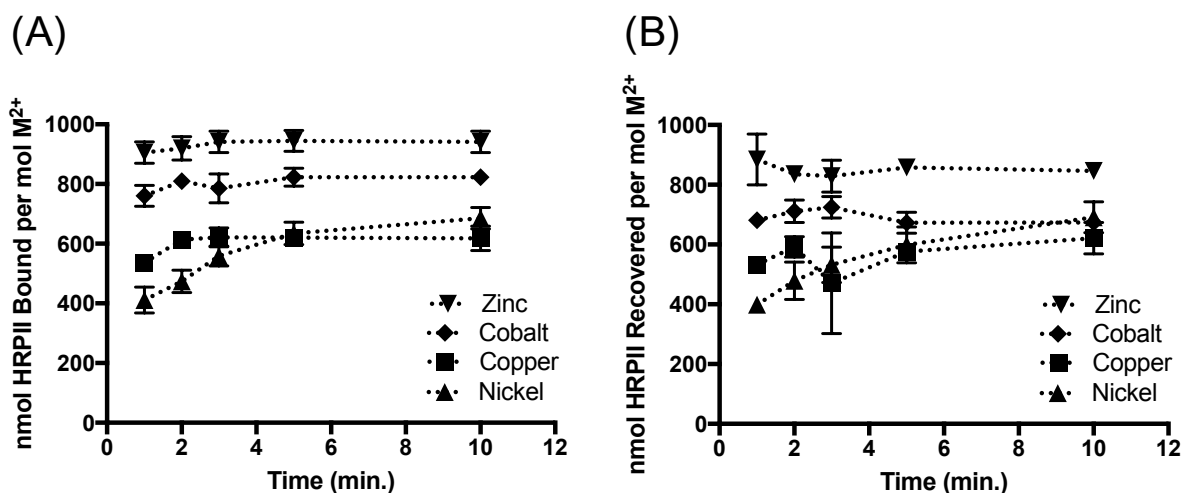 (A)
nmol HRPII Bound per mol M²⁺
1000
800
600
400
200
0
0 2 4 6 8 10 12
Time (min.)
Zinc
Cobalt
Copper
Nickel
(B)
nmol HRPII Recovered per mol M²⁺
1000
800
600
400
200
0
0 2 4 6 8 10 12
Time (min.)
Zinc
Cobalt
Copper
Nickel